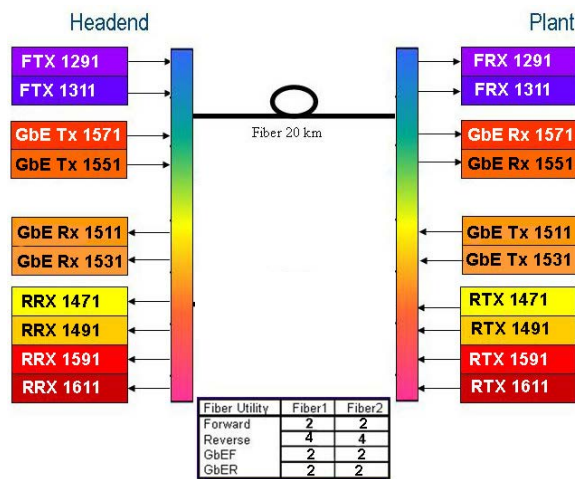 Headend
Plant
FTX 1291
FTX 1311
GbE Tx 1571
GbE Tx 1551
GbE Rx 1511
GbE Rx 1531
RRX 1471
RRX 1491
RRX 1591
RRX 1611
Fiber 20 km
FRX 1291
FRX 1311
GbE Rx 1571
GbE Rx 1551
GbE Tx 1511
GbE Tx 1531
RTX 1471
RTX 1491
RTX 1591
RTX 1611
Fiber Utility Fiber1 Fiber2
Forward 2 2
Reverse 4 4
GbEF 2 2
GbER 2 2